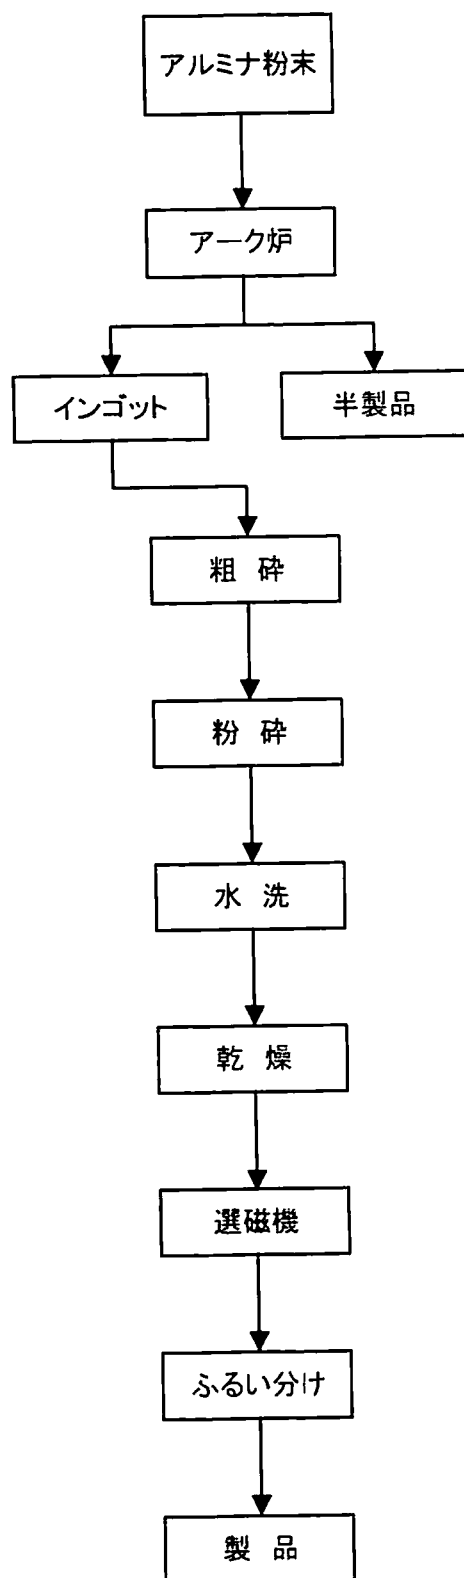 アルミナ粉末
アーク炉
インゴット
半製品
粗 砕
粉 砕
水 洗
乾 燥
選磁機
ふるい分け
製 品